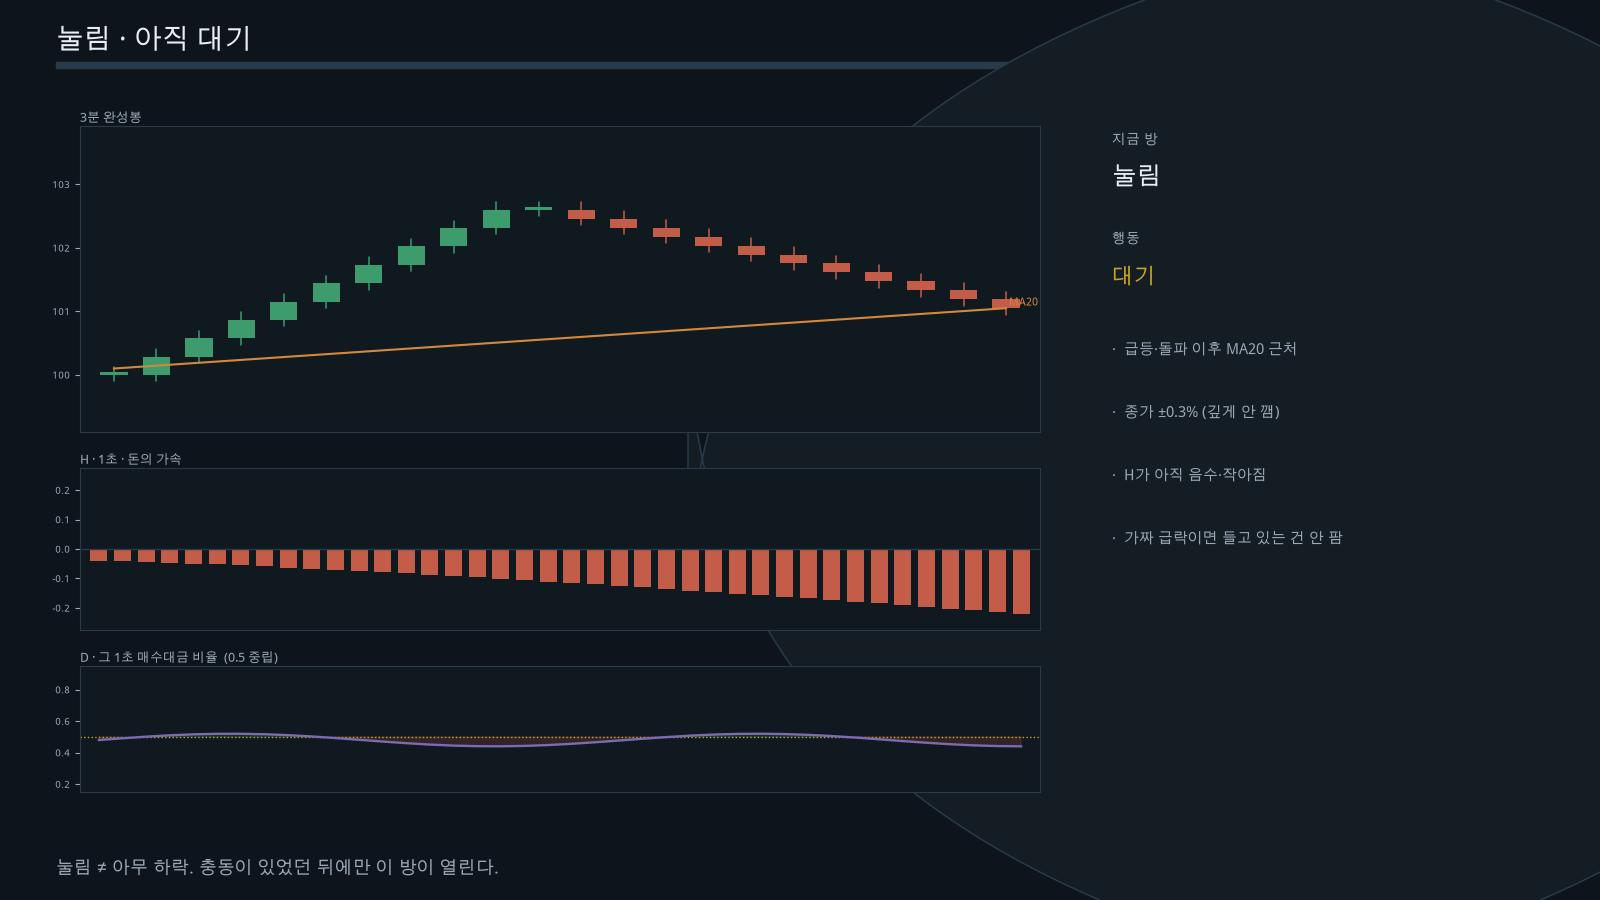 눌림 · 아직 대기
3분 완성봉
103
102
101
100
MA20
H · 1초 · 돈의 가속
0.2
0.1
0.0
-0.1
-0.2
D · 그 1초 매수대금 비율 (0.5 중립)
0.8
0.6
0.4
0.2
지금 방
눌림
행동
대기
· 급등·돌파 이후 MA20 근처
· 종가 ±0.3% (깊게 안 깸)
· H가 아직 음수·작아짐
· 가짜 급락이면 들고 있는 건 안 팜
눌림 ≠ 아무 하락. 충동이 있었던 뒤에만 이 방이 열린다.